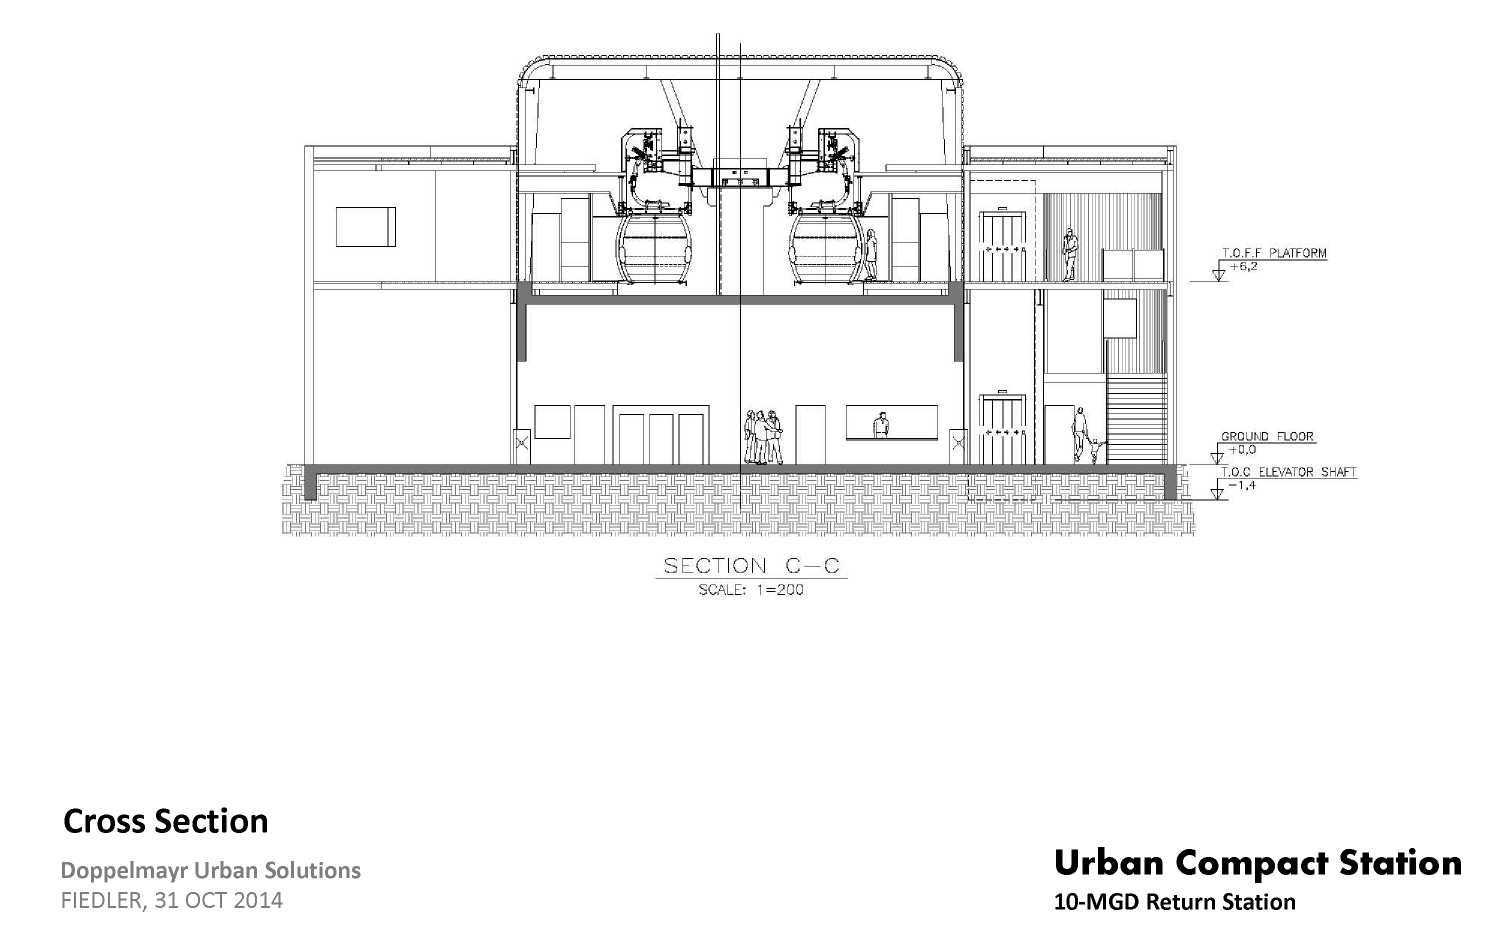 T.O.F.F PLATFORM
+6,2
GROUND FLOOR
+0,0
T.O.C ELEVATOR SHAFT
-1,4
SECTION C-C
SCALE: 1=200
Cross Section
Doppelmayr Urban Solutions
FIEDLER, 31 OCT 2014
Urban Compact Station
10-MGD Return Station